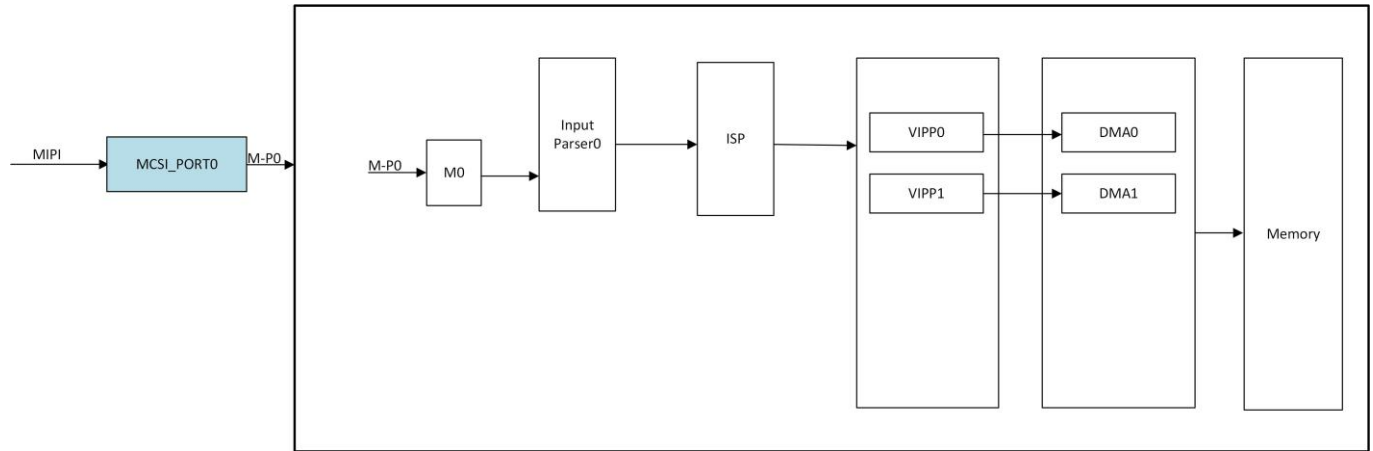 MIPI
MCSI_PORT0
M-P0
M-P0
M0
Input
Parser0
ISP
VIPP0
DMA0
VIPP1
DMA1
Memory